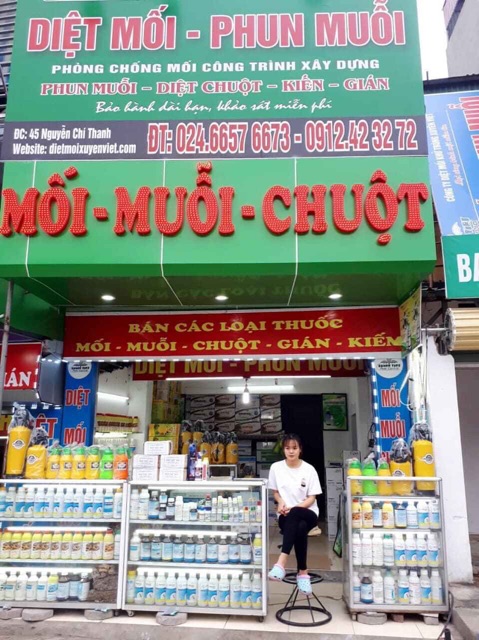 DIỆT MỐI - PHUN MUỖI
PHÒNG CHỐNG MỐI CÔNG TRÌNH XÂY DỰNG
PHUN MUỖI - DIỆT CHUỘT - KIẾN - GIÁN
Bảo hành dài hạn, khảo sát miễn phí
ĐC: 45 Nguyễn Chí Thanh
Website: dietmoixuyenviet.com
ĐT: 024.6657 6673 - 0912.42 32 72
MỐI - MUỖI - CHUỘT
BÁN CÁC LOẠI THUỐC
MỐI - MUỖI - CHUỘT - GIÁN - KIẾN
DIỆT MỐI - PHUN MUỖI
DIỆT
MỐI
MỐI
MUỖI